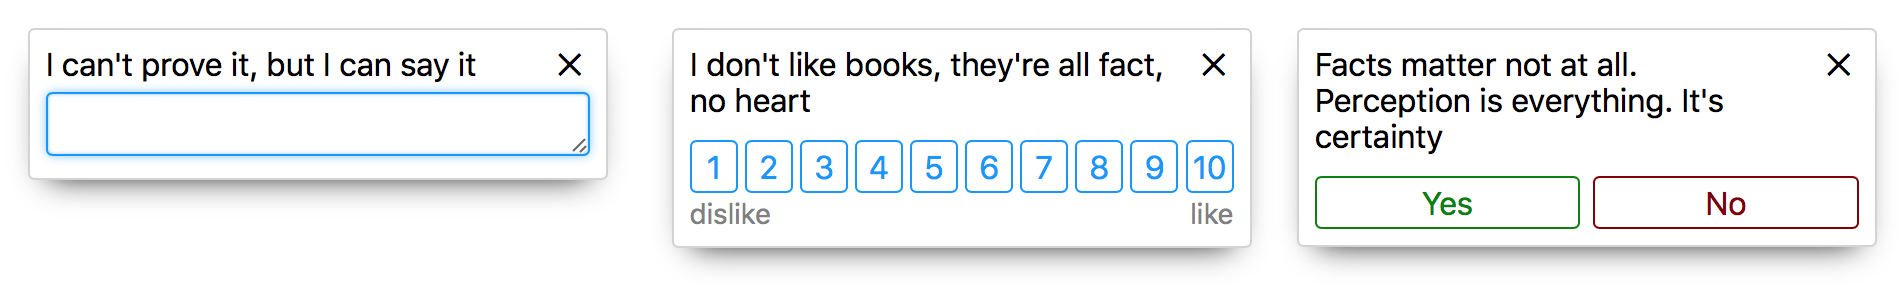 I can't prove it, but I can say it
I don't like books, they're all fact,
no heart
1 2 3 4 5 6 7 8 9 10
dislike like
Facts matter not at all.
Perception is everything. It's
certainty
Yes No